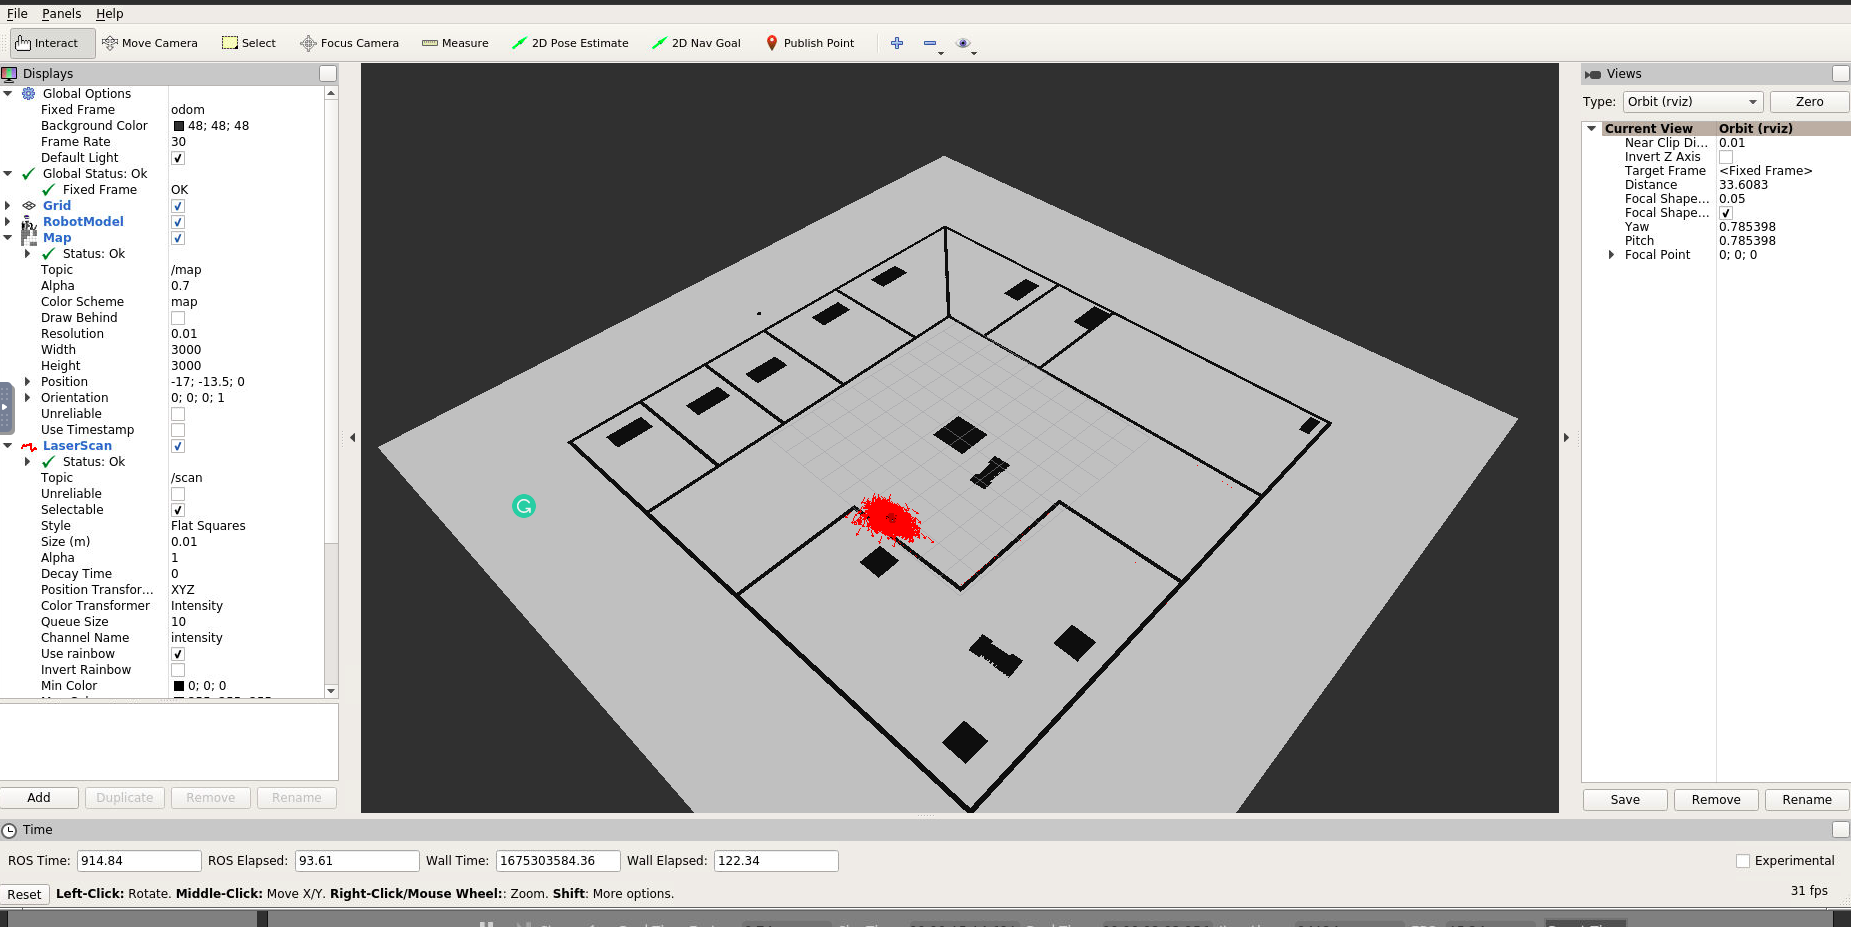 File Panels Help
Interact Move Camera Select Focus Camera Measure 2D Pose Estimate 2D Nav Goal Publish Point
Displays
Global Options
Fixed Frame odom
Background Color 48; 48; 48
Frame Rate 30
Default Light
Global Status: Ok
Fixed Frame OK
Grid
RobotModel
Map
Status: Ok
Topic /map
Alpha 0.7
Color Scheme map
Draw Behind
Resolution 0.01
Width 3000
Height 3000
Position -17; -13.5; 0
Orientation 0; 0; 0; 1
Unreliable
Use Timestamp
LaserScan
Status: Ok
Topic /scan
Unreliable
Selectable
Style Flat Squares
Size (m) 0.01
Alpha 1
Decay Time 0
Position Transfor... XYZ
Color Transformer Intensity
Queue Size 10
Channel Name intensity
Use rainbow
Invert Rainbow
Min Color 0; 0; 0
Add Duplicate Remove Rename
Views
Type: Orbit (rviz) Zero
Current View Orbit (rviz)
Near Clip Di... 0.01
Invert Z Axis
Target Frame <Fixed Frame>
Distance 33.6083
Focal Shape... 0.05
Focal Shape...
Yaw 0.785398
Pitch 0.785398
Focal Point 0; 0; 0
Save Remove Rename
Time
ROS Time: 914.84 ROS Elapsed: 93.61 Wall Time: 1675303584.36 Wall Elapsed: 122.34 Experimental
Reset Left-Click: Rotate. Middle-Click: Move X/Y. Right-Click/Mouse Wheel:: Zoom. Shift: More options. 31 fps